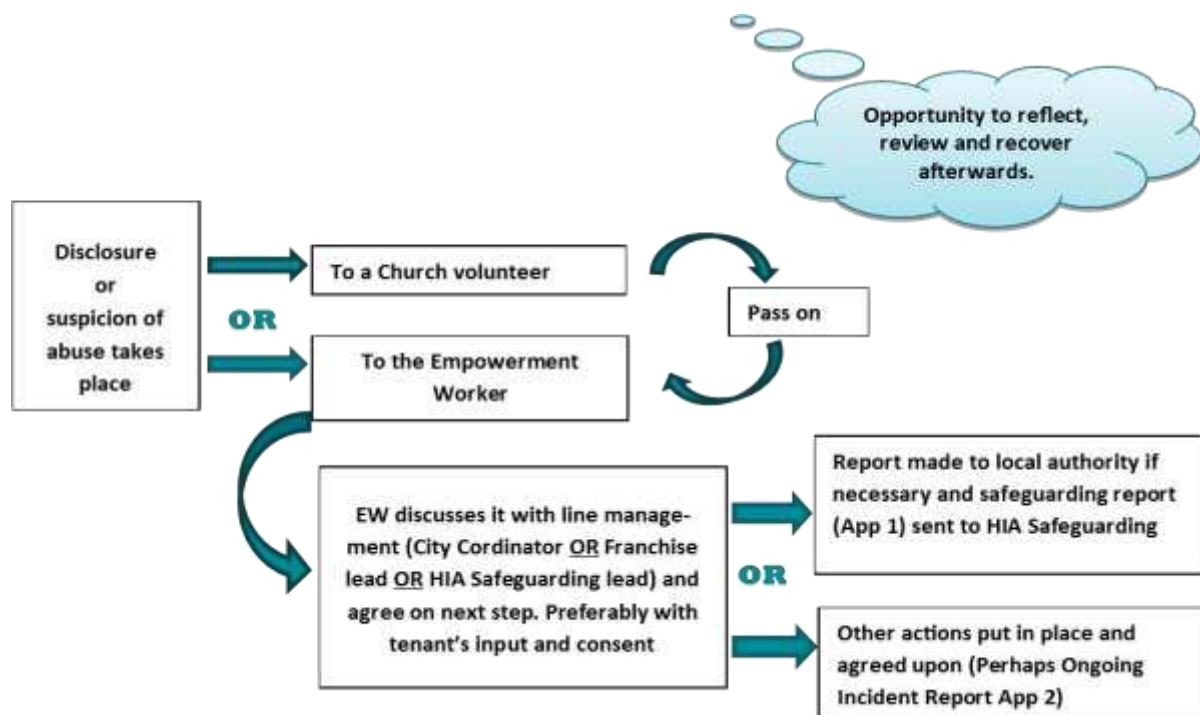 Opportunity to reflect,
review and recover
afterwards.
Disclosure
or
suspicion of
abuse takes
place
OR
To a Church volunteer
Pass on
To the Empowerment
Worker
EW discusses it with line manage-
ment (City Cordinator OR Franchise
lead OR HIA Safeguarding lead) and
agree on next step. Preferably with
tenant's input and consent
OR
Report made to local authority if
necessary and safeguarding report
(App 1) sent to HIA Safeguarding
Other actions put in place and
agreed upon (Perhaps Ongoing
Incident Report App 2)